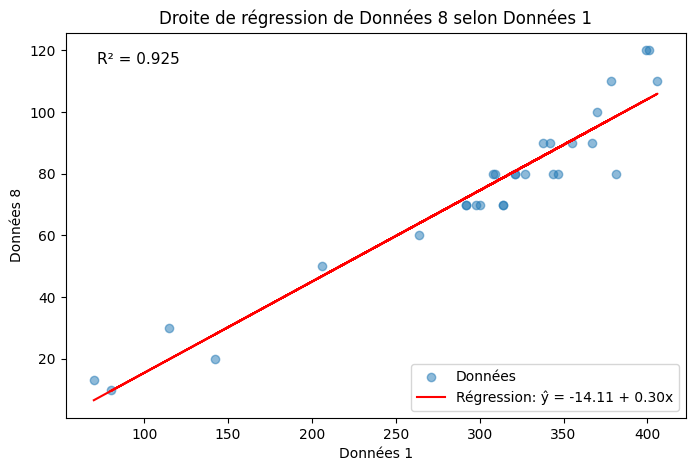 Droite de régression de Données 8 selon Données 1
R² = 0.925
120
100
80
60
40
20
Données 8
Données
Régression: ŷ = -14.11 + 0.30x
100
150
200
250
300
350
400
Données 1